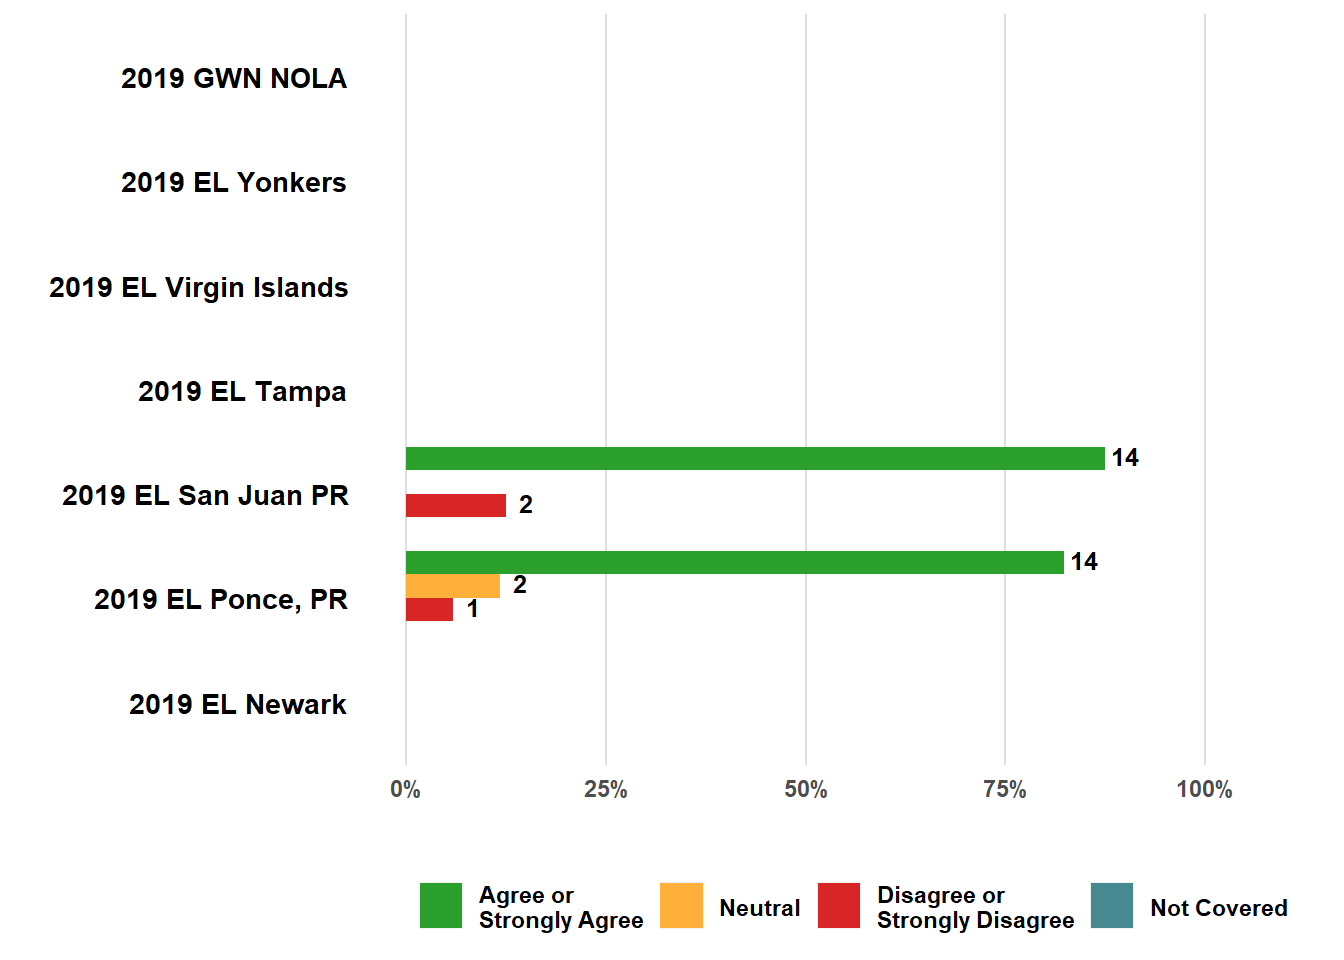 2019 GWN NOLA
2019 EL Yonkers
2019 EL Virgin Islands
2019 EL Tampa
14
2019 EL San Juan PR
2
14
2
2019 EL Ponce, PR
1
2019 EL Newark
0% 25% 50% 75% 100%
Agree or
Strongly Agree
Neutral
Disagree or
Strongly Disagree
Not Covered